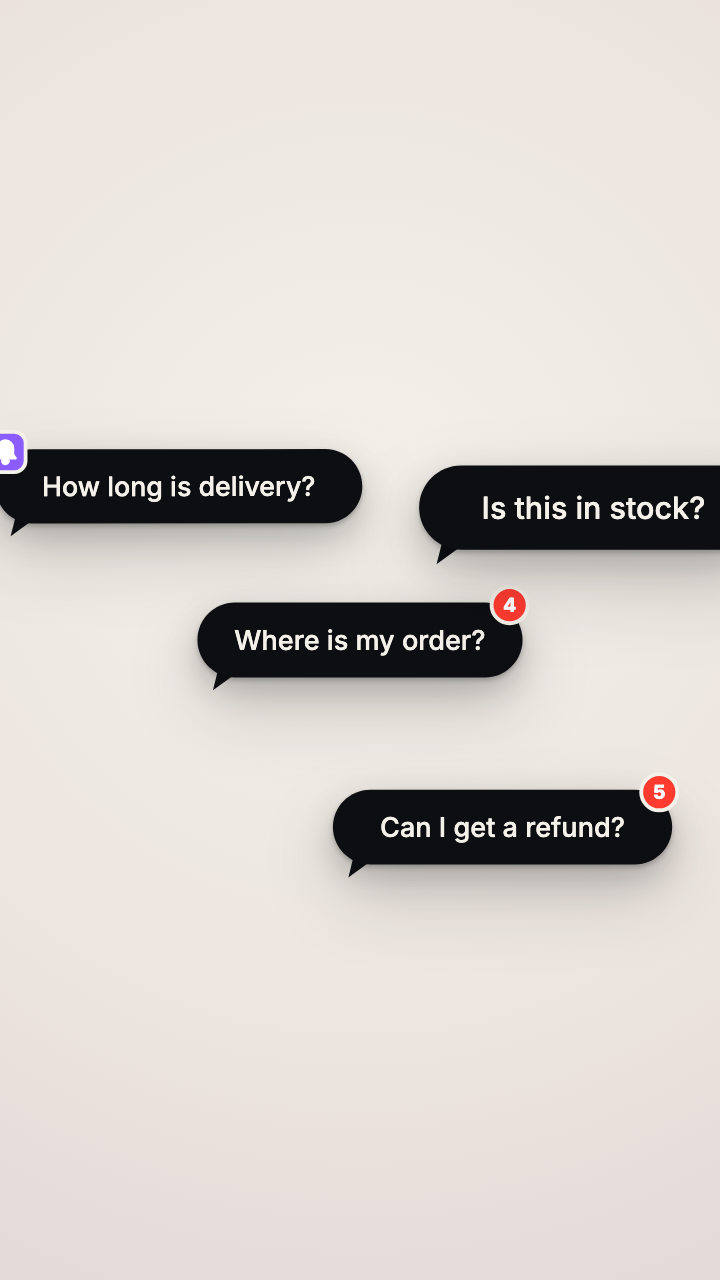 How long is delivery?
Is this in stock?
4
Where is my order?
5
Can I get a refund?